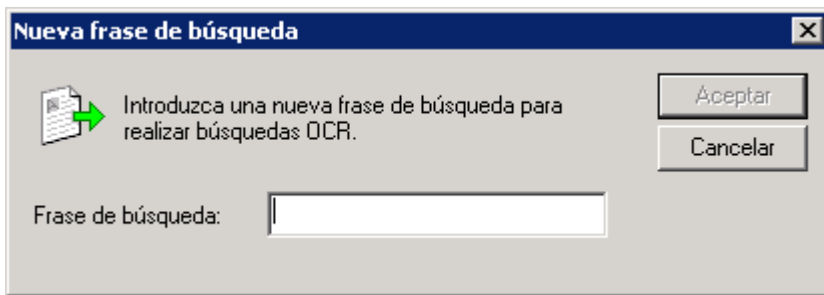 Nueva frase de búsqueda
Introduzca una nueva frase de búsqueda para
realizar búsquedas OCR.
Aceptar
Cancelar
Frase de búsqueda: